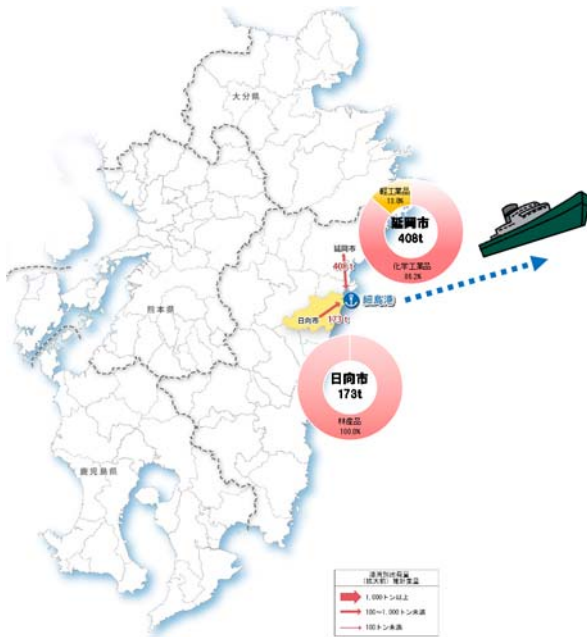 大分県
軽工業品
13.8%
延岡市
408t
化学工業品
86.2%
延岡市
408t
細島港
日向市
173t
熊本県
日向市
173t
林産品
100.0%
鹿児島県
1,000トン以上
100～1,000トン未満
100トン未満